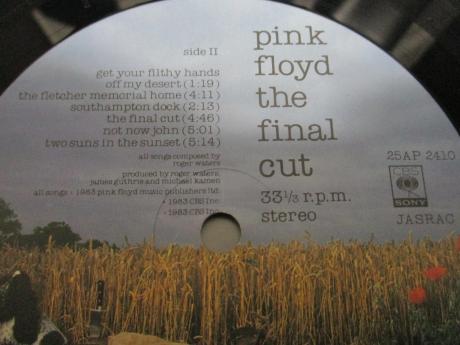 side II
get your filthy hands
off my desert (1:19)
the fletcher memorial home (4:11)
southampton dock (2:13)
the final cut (4:46)
not now john (5:01)
two suns in the sunset (5:14)
all songs composed by
roger waters
produced by roger waters,
james guthrie and michael kamen
all songs : 1983 pink floyd music publishers ltd.
• 1983 CBS Inc
• 1983 CBS Inc
pink
floyd
the
final
cut
33⅓ r.p.m.
stereo
25AP 2410
CBS
SONY
JASRAC